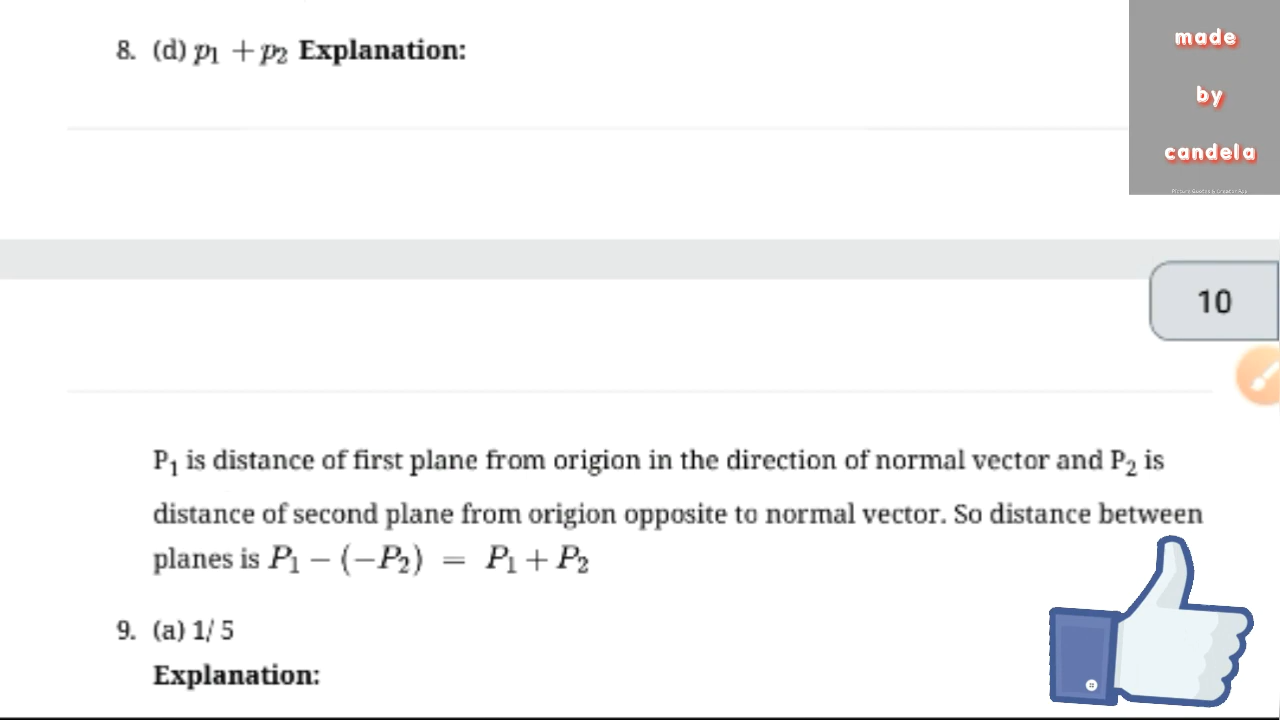 8. (d) p₁ + p₂ Explanation:
made
by
candela
10
P₁ is distance of first plane from origion in the direction of normal vector and P₂ is
distance of second plane from origion opposite to normal vector. So distance between
planes is P₁ − (−P₂) = P₁ + P₂
9. (a) 1/ 5
Explanation: